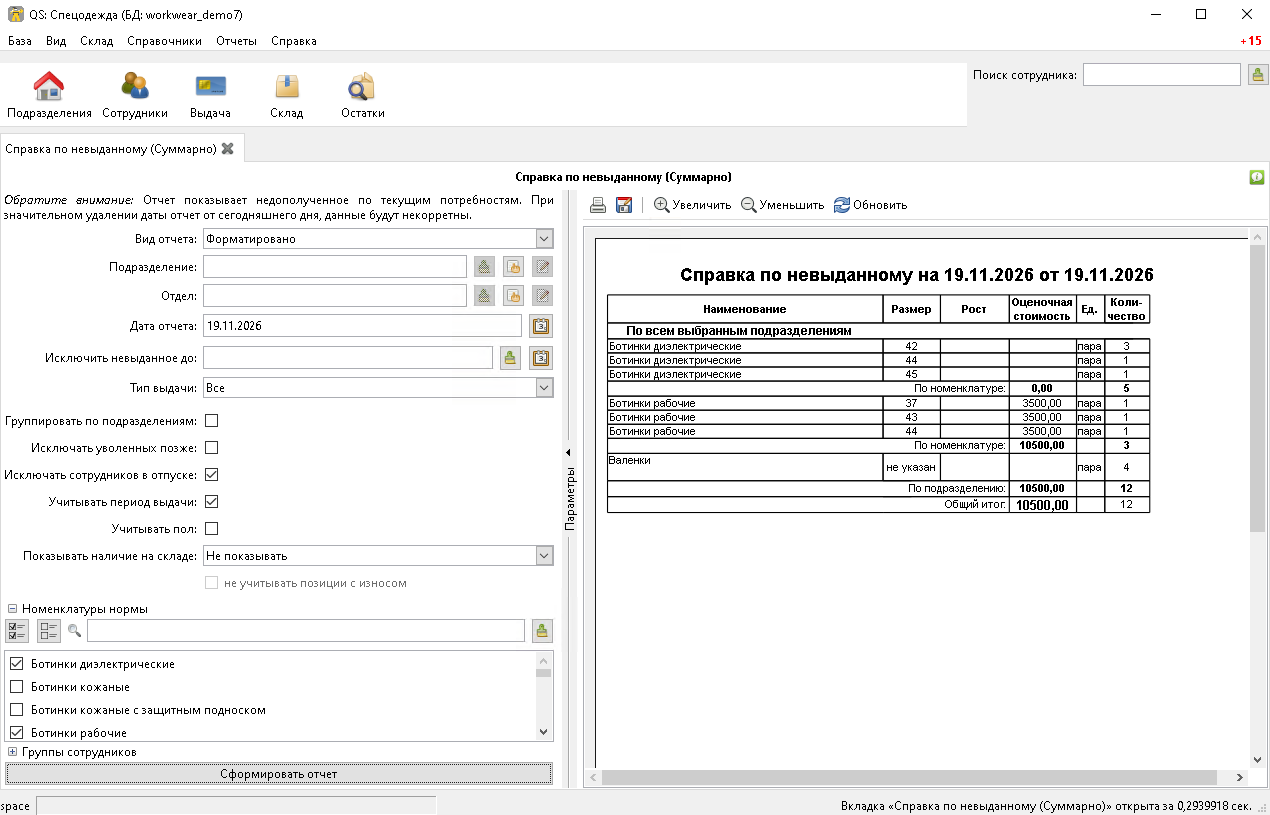 QS: Спецодежда (БД: workwear_demo7)
База Вид Склад Справочники Отчеты Справка
+15
Подразделения Сотрудники Выдача Склад Остатки
Поиск сотрудника:
Справка по невыданному (Суммарно)
Справка по невыданному (Суммарно)
Обратите внимание: Отчет показывает недополученное по текущим потребностям. При
значительном удалении даты отчет от сегодняшнего дня, данные будут некорректны.
Вид отчета: Форматировано
Подразделение:
Отдел:
Дата отчета: 19.11.2026
Исключить невыданное до:
Тип выдачи: Все
Группировать по подразделениям:
Исключать уволенных позже:
Исключать сотрудников в отпуске:
Учитывать период выдачи:
Учитывать пол:
Показывать наличие на складе: Не показывать
не учитывать позиции с износом
Номенклатуры нормы
Ботинки диэлектрические
Ботинки кожаные
Ботинки кожаные с защитным подноском
Ботинки рабочие
Группы сотрудников
Сформировать отчет
Параметры
Увеличить Уменьшить Обновить
Справка по невыданному на 19.11.2026 от 19.11.2026
Наименование Размер Рост Оценочная стоимость Ед. Коли-чество
По всем выбранным подразделениям
Ботинки диэлектрические 42 пара 3
Ботинки диэлектрические 44 пара 1
Ботинки диэлектрические 45 пара 1
По номенклатуре: 0,00 5
Ботинки рабочие 37 3500,00 пара 1
Ботинки рабочие 43 3500,00 пара 1
Ботинки рабочие 44 3500,00 пара 1
По номенклатуре: 10500,00 3
Валенки не указан пара 4
По подразделению: 10500,00 12
Общий итог: 10500,00 12
space
Вкладка «Справка по невыданному (Суммарно)» открыта за 0,2939918 сек.